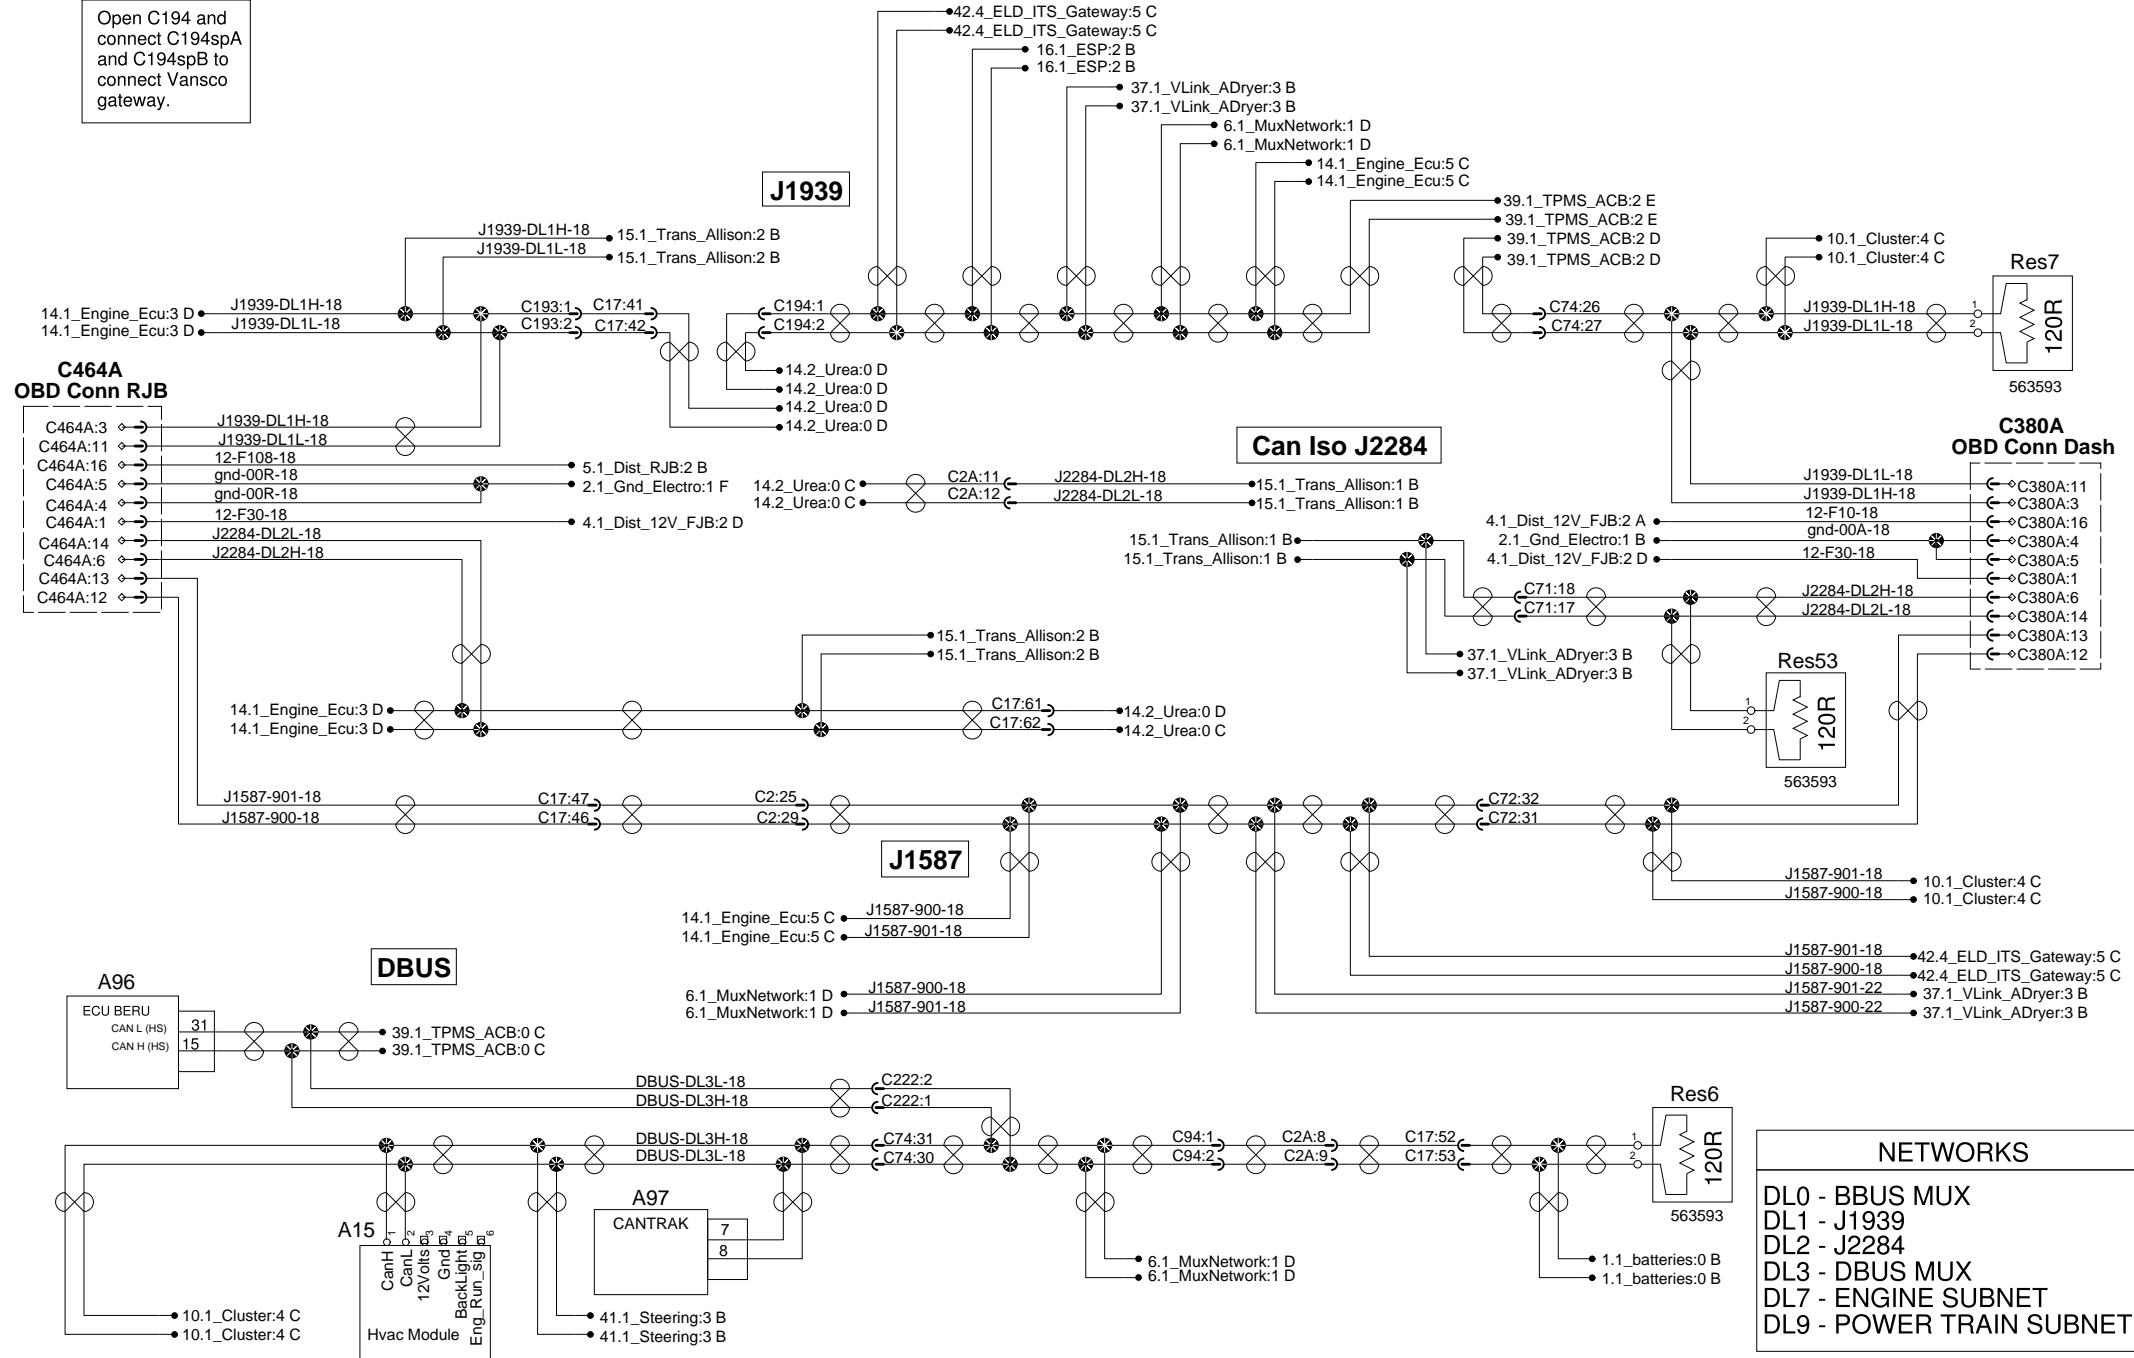 Open C194 and
connect C194spA
and C194spB to
connect Vansco
gateway.
42.4_ELD_ITS_Gateway:5 C
42.4_ELD_ITS_Gateway:5 C
16.1_ESP:2 B
16.1_ESP:2 B
37.1_VLink_ADryer:3 B
37.1_VLink_ADryer:3 B
6.1_MuxNetwork:1 D
6.1_MuxNetwork:1 D
14.1_Engine_Ecu:5 C
14.1_Engine_Ecu:5 C
J1939
39.1_TPMS_ACB:2 E
39.1_TPMS_ACB:2 E
39.1_TPMS_ACB:2 D
39.1_TPMS_ACB:2 D
J1939-DL1H-18
15.1_Trans_Allison:2 B
J1939-DL1L-18
15.1_Trans_Allison:2 B
10.1_Cluster:4 C
10.1_Cluster:4 C
Res7
14.1_Engine_Ecu:3 D
J1939-DL1H-18
C193:1
C17:41
C194:1
C74:26
J1939-DL1H-18
1
14.1_Engine_Ecu:3 D
J1939-DL1L-18
C193:2
C17:42
C194:2
C74:27
J1939-DL1L-18
2
120R
563593
14.2_Urea:0 D
14.2_Urea:0 D
14.2_Urea:0 D
14.2_Urea:0 D
C464A
OBD Conn RJB
C464A:3
J1939-DL1H-18
C464A:11
J1939-DL1L-18
C464A:16
12-F108-18
5.1_Dist_RJB:2 B
C464A:5
gnd-00R-18
2.1_Gnd_Electro:1 F
C464A:4
gnd-00R-18
C464A:1
12-F30-18
4.1_Dist_12V_FJB:2 D
C464A:14
J2284-DL2L-18
C464A:6
J2284-DL2H-18
C464A:13
C464A:12
Can Iso J2284
14.2_Urea:0 C
C2A:11
J2284-DL2H-18
15.1_Trans_Allison:1 B
14.2_Urea:0 C
C2A:12
J2284-DL2L-18
15.1_Trans_Allison:1 B
C380A
OBD Conn Dash
J1939-DL1L-18
C380A:11
J1939-DL1H-18
C380A:3
4.1_Dist_12V_FJB:2 A
12-F10-18
C380A:16
2.1_Gnd_Electro:1 B
gnd-00A-18
C380A:4
4.1_Dist_12V_FJB:2 D
12-F30-18
C380A:5
C380A:1
J2284-DL2H-18
C380A:6
J2284-DL2L-18
C380A:14
C380A:13
C380A:12
15.1_Trans_Allison:1 B
15.1_Trans_Allison:1 B
C71:18
C71:17
37.1_VLink_ADryer:3 B
37.1_VLink_ADryer:3 B
Res53
1
2
120R
563593
15.1_Trans_Allison:2 B
15.1_Trans_Allison:2 B
14.1_Engine_Ecu:3 D
C17:61
14.2_Urea:0 D
14.1_Engine_Ecu:3 D
C17:62
14.2_Urea:0 C
J1587-901-18
C17:47
C2:25
C72:32
J1587-900-18
C17:46
C2:29
C72:31
J1587
J1587-901-18
10.1_Cluster:4 C
J1587-900-18
10.1_Cluster:4 C
14.1_Engine_Ecu:5 C
J1587-900-18
14.1_Engine_Ecu:5 C
J1587-901-18
J1587-901-18
42.4_ELD_ITS_Gateway:5 C
J1587-900-18
42.4_ELD_ITS_Gateway:5 C
6.1_MuxNetwork:1 D
J1587-900-18
J1587-901-22
37.1_VLink_ADryer:3 B
6.1_MuxNetwork:1 D
J1587-901-18
J1587-900-22
37.1_VLink_ADryer:3 B
DBUS
A96
ECU BERU
CAN L (HS)
31
39.1_TPMS_ACB:0 C
CAN H (HS)
15
39.1_TPMS_ACB:0 C
DBUS-DL3L-18
C222:2
DBUS-DL3H-18
C222:1
DBUS-DL3H-18
C74:31
C94:1
C2A:8
C17:52
DBUS-DL3L-18
C74:30
C94:2
C2A:9
C17:53
Res6
1
2
120R
563593
A97
CANTRAK
7
8
A15
1
2
3
4
5
6
CanH
CanL
12Volts
Gnd
BackLight
Eng_Run_sig
Hvac Module
6.1_MuxNetwork:1 D
6.1_MuxNetwork:1 D
1.1_batteries:0 B
1.1_batteries:0 B
10.1_Cluster:4 C
10.1_Cluster:4 C
41.1_Steering:3 B
41.1_Steering:3 B
NETWORKS
DL0 - BBUS MUX
DL1 - J1939
DL2 - J2284
DL3 - DBUS MUX
DL7 - ENGINE SUBNET
DL9 - POWER TRAIN SUBNET